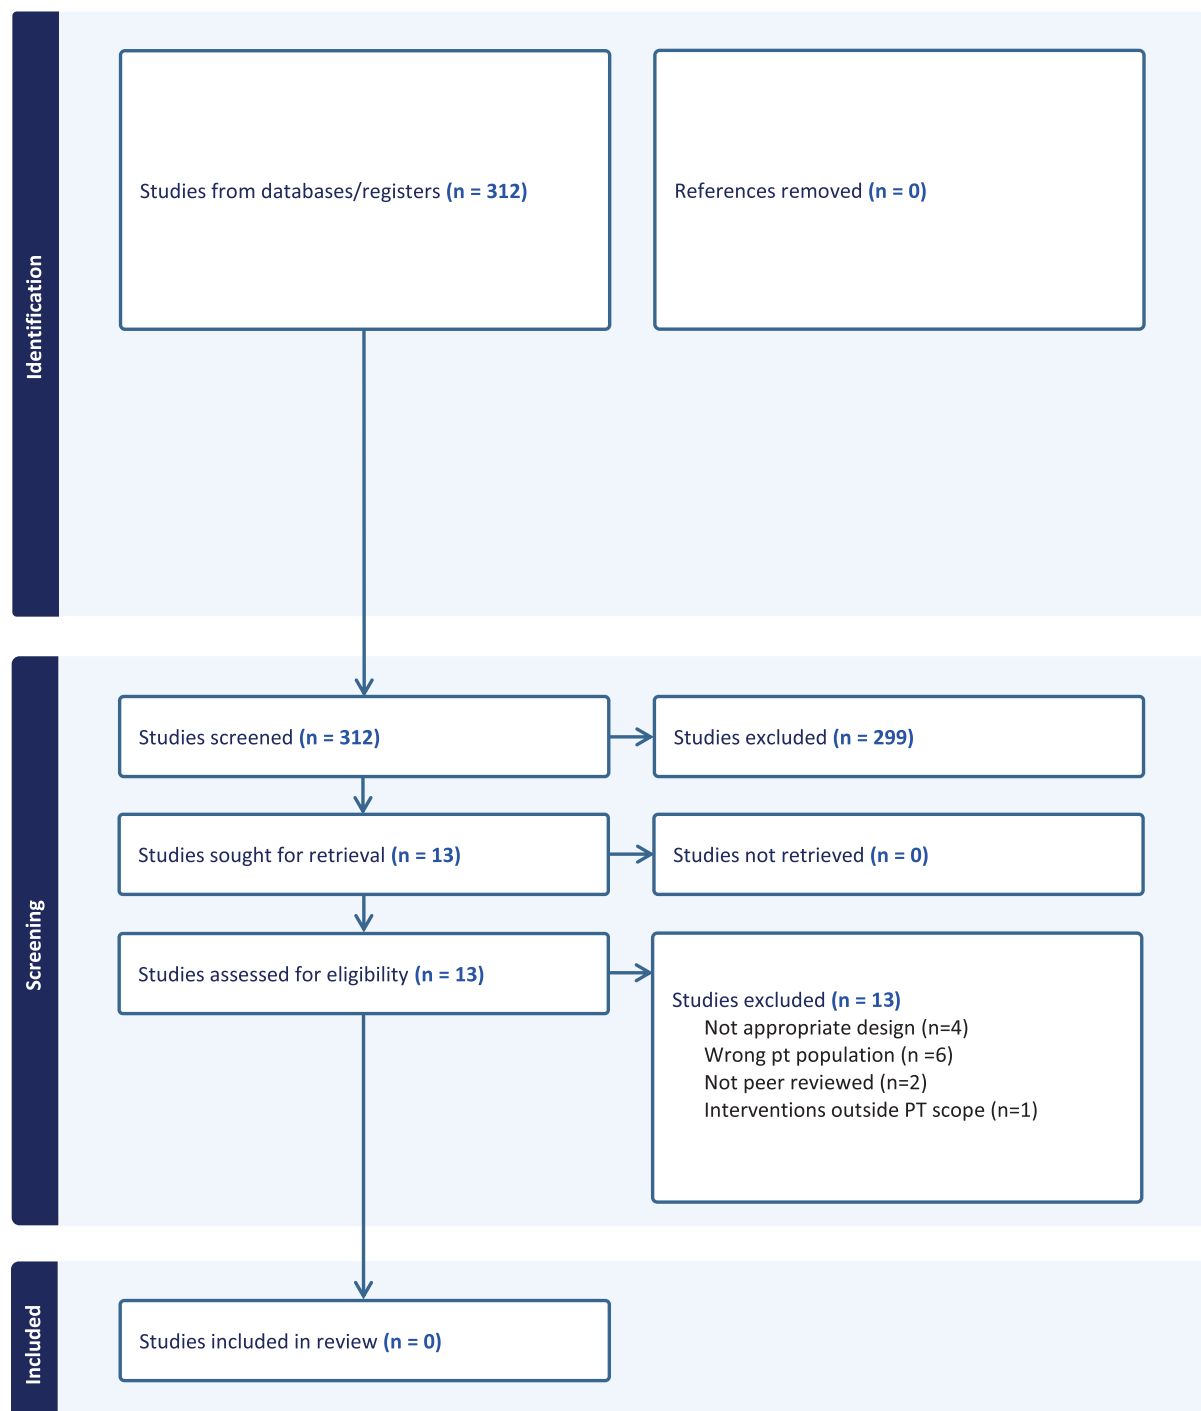 Identification
Studies from databases/registers (n = 312)
References removed (n = 0)
Screening
Studies screened (n = 312)
Studies excluded (n = 299)
Studies sought for retrieval (n = 13)
Studies not retrieved (n = 0)
Studies assessed for eligibility (n = 13)
Studies excluded (n = 13)
Not appropriate design (n=4)
Wrong pt population (n =6)
Not peer reviewed (n=2)
Interventions outside PT scope (n=1)
Included
Studies included in review (n = 0)